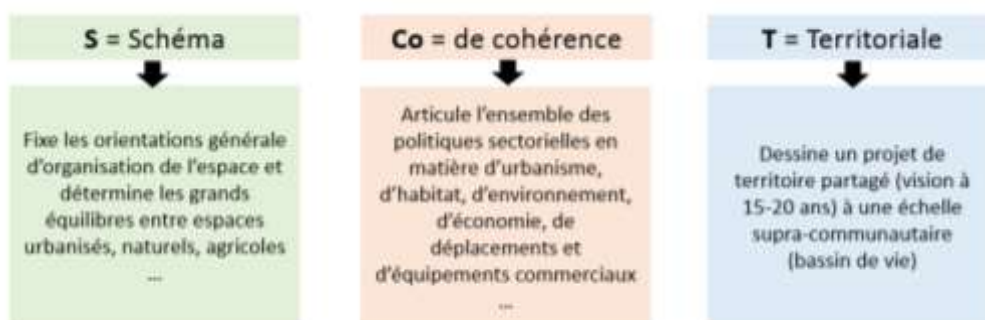 S = Schéma
Fixe les orientations générale
d'organisation de l'espace et
détermine les grands
équilibres entre espaces
urbanisés, naturels, agricoles
...
Co = de cohérence
Articule l'ensemble des
politiques sectorielles en
matière d'urbanisme,
d'habitat, d'environnement,
d'économie, de
déplacements et
d'équipements commerciaux
...
T = Territoriale
Dessine un projet de
territoire partagé (vision à
15-20 ans) à une échelle
supra-communautaire
(bassin de vie)